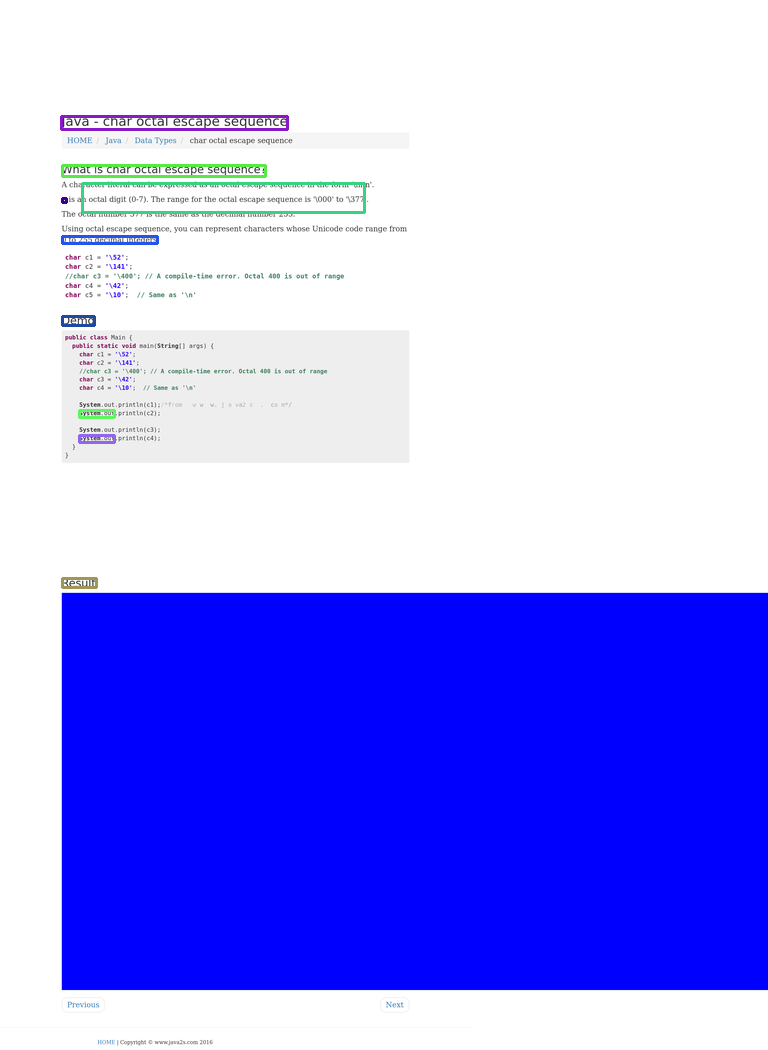 Java - char octal escape sequence
HOME / Java / Data Types / char octal escape sequence
What is char octal escape sequence?
A character literal can be expressed as an octal escape sequence in the form '\nnn'.
is an octal digit (0-7). The range for the octal escape sequence is '\000' to '\377'.
The octal number 377 is the same as the decimal number 255.
Using octal escape sequence, you can represent characters whose Unicode code range from
0 to 255 decimal integers.
char c1 = '\52';
char c2 = '\141';
//char c3 = '\400'; // A compile-time error. Octal 400 is out of range
char c4 = '\42';
char c5 = '\10';  // Same as '\n'
Demo
public class Main {
public static void main(String[] args) {
char c1 = '\52';
char c2 = '\141';
//char c3 = '\400'; // A compile-time error. Octal 400 is out of range
char c3 = '\42';
char c4 = '\10';  // Same as '\n'
System.out.println(c1);/*from
System.out.println(c2);
System.out.println(c3);
System.out.println(c4);
}
}
Result
Previous
Next
HOME | Copyright © www.java2s.com 2016